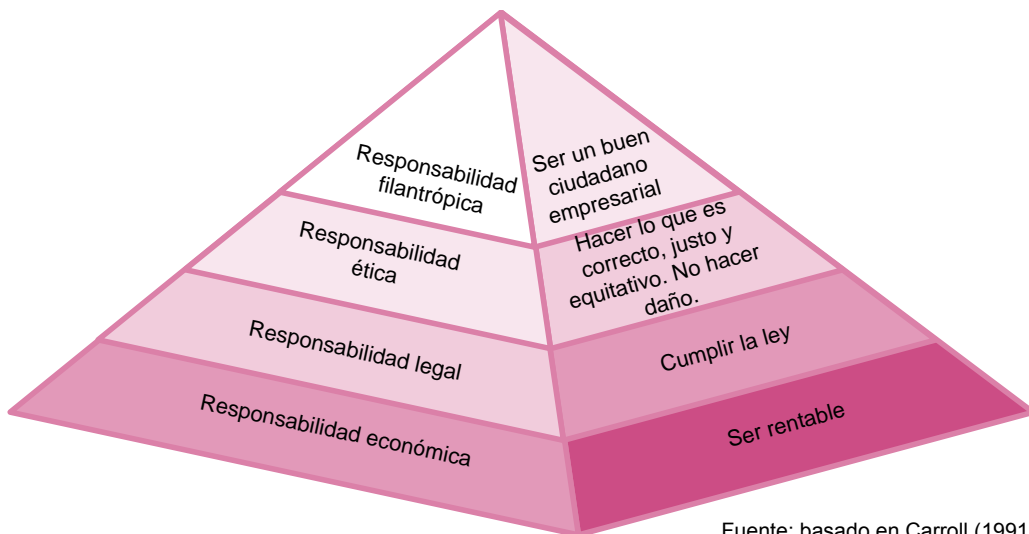 Responsabilidad
filantrópica
Ser un buen
ciudadano
empresarial
Responsabilidad
ética
Hacer lo que es
correcto, justo y
equitativo. No hacer
daño.
Responsabilidad legal
Cumplir la ley
Responsabilidad económica
Ser rentable
Fuente: basado en Carroll (1991